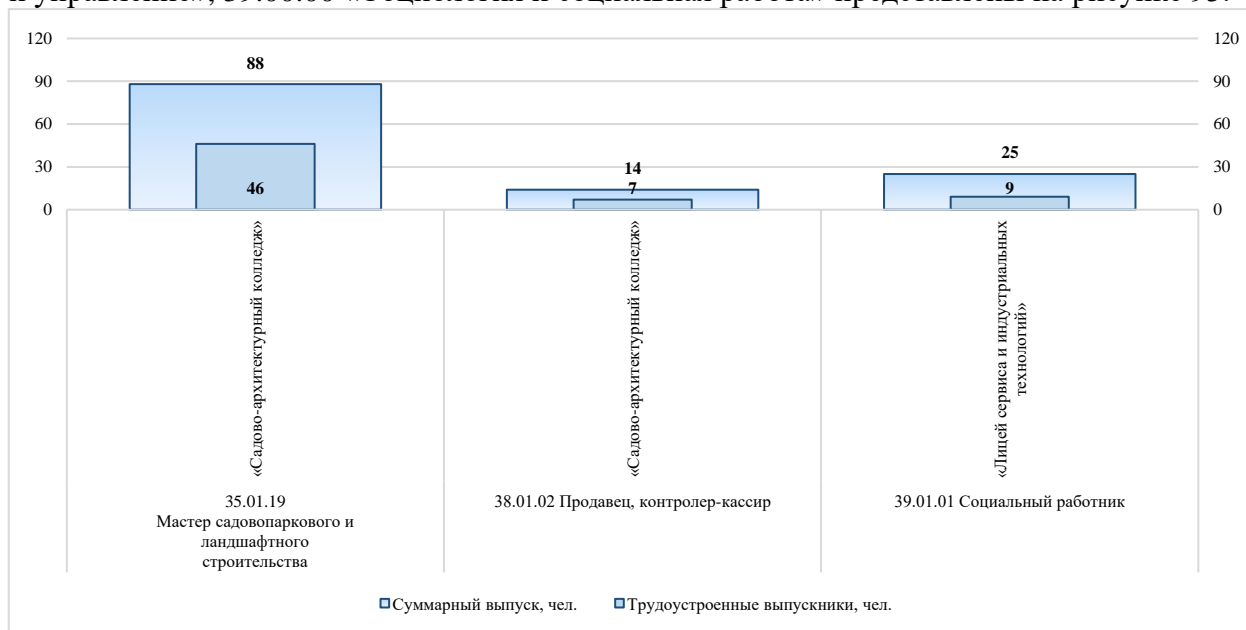 и управление», 39.00.00 «Социология и социальная работа» представлены на рисунке 95.
120
90
60
30
0
120
90
60
30
0
88
46
14
7
25
9
«Садово-архитектурный колледж»
«Садово-архитектурный колледж»
«Лицей сервиса и индустриальных
технологий»
35.01.19
Мастер садовопаркового и
ландшафтного
строительства
38.01.02 Продавец, контролер-кассир
39.01.01 Социальный работник
Суммарный выпуск, чел.
Трудоустроенные выпускники, чел.